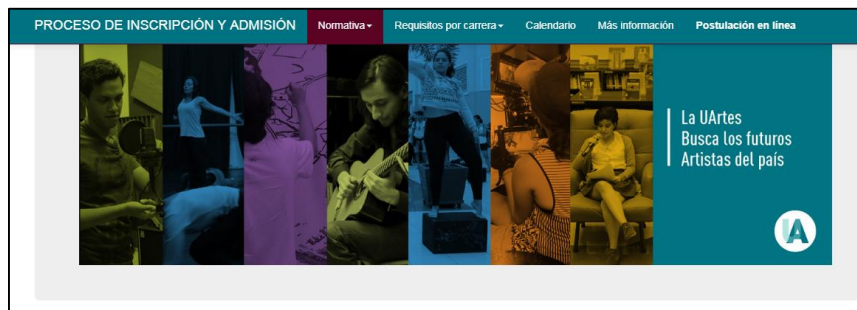 PROCESO DE INSCRIPCIÓN Y ADMISIÓN Normativa Requisitos por carrera Calendario Más información Postulación en línea
La UArtes
Busca los futuros
Artistas del país
UA